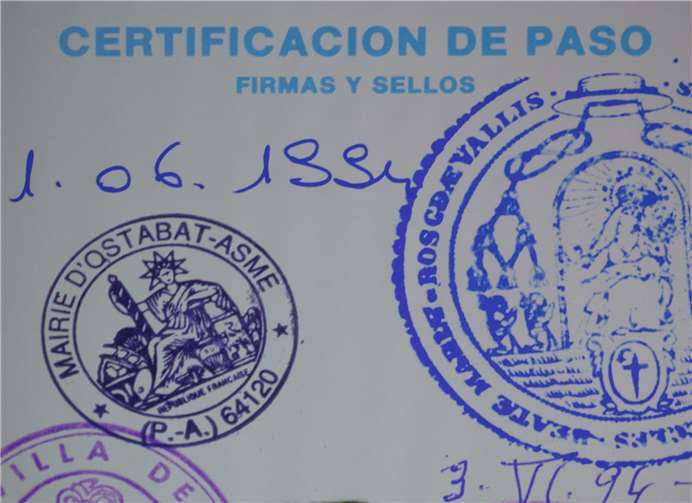 CERTIFICACION DE PASO
FIRMAS Y SELLOS
1. 06. 1994
MAIRIE D'OSTABAT-ASME
RÉPUBLIQUE FRANÇAISE
(P.-A.) 64120
BEATE MARIE ROSCIDÆVALLIS
ILLA DE
3. VI. 94